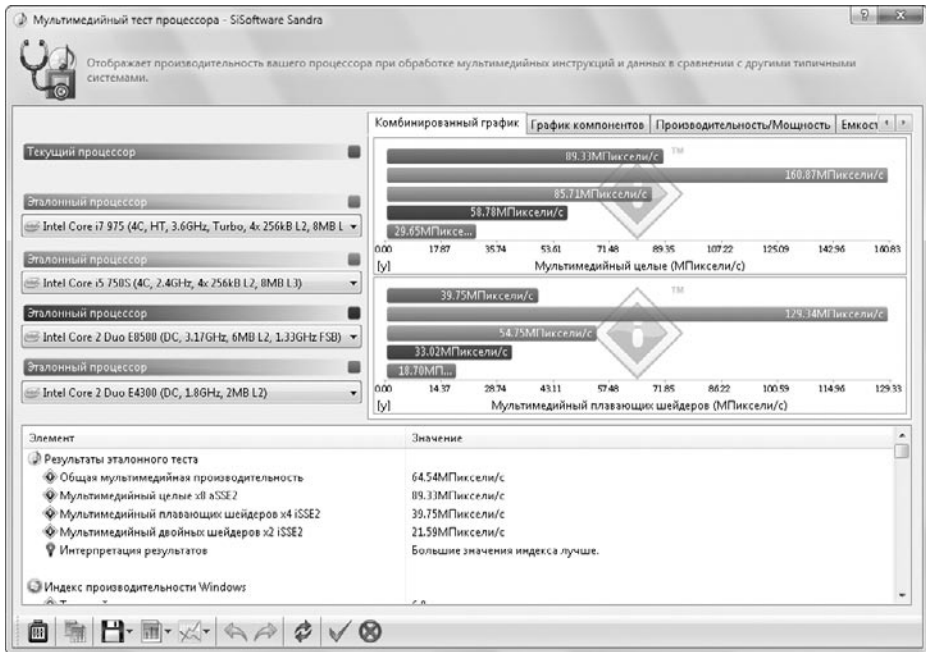 Мультимедийный тест процессора - SiSoftware Sandra
Отображает производительность вашего процессора при обработке мультимедийных инструкций и данных в сравнении с другими типичными
системами.
Комбинированный график
График компонентов
Производительность/Мощность
Емкост
Текущий процессор
Эталонный процессор
Intel Core i7 975 (4C, HT, 3.6GHz, Turbo, 4x 256kB L2, 8MB L
Эталонный процессор
Intel Core i5 750S (4C, 2.4GHz, 4x 256kB L2, 8MB L3)
Эталонный процессор
Intel Core 2 Duo E8500 (DC, 3.17GHz, 6MB L2, 1.33GHz FSB)
Эталонный процессор
Intel Core 2 Duo E4300 (DC, 1.8GHz, 2MB L2)
89.33МПиксели/с
TM
160.87МПиксели/с
85.71МПиксели/с
58.78МПиксели/с
29.65МПиксе...
0.00 17.87 35.74 53.61 71.48 89.35 107.22 125.09 142.96 160.83
[y] Мультимедийный целые (МПиксели/с)
39.75МПиксели/с
TM
129.34МПиксели/с
54.75МПиксели/с
33.02МПиксели/с
18.70МП...
0.00 14.37 28.74 43.11 57.48 71.85 86.22 100.59 114.96 129.33
[y] Мультимедийный плавающих шейдеров (МПиксели/с)
Элемент Значение
Результаты эталонного теста
Общая мультимедийная производительность 64.54МПиксели/с
Мультимедийный целые x8 aSSE2 89.33МПиксели/с
Мультимедийный плавающих шейдеров x4 iSSE2 39.75МПиксели/с
Мультимедийный двойных шейдеров x2 iSSE2 21.59МПиксели/с
Интерпретация результатов Большие значения индекса лучше.
Индекс производительности Windows